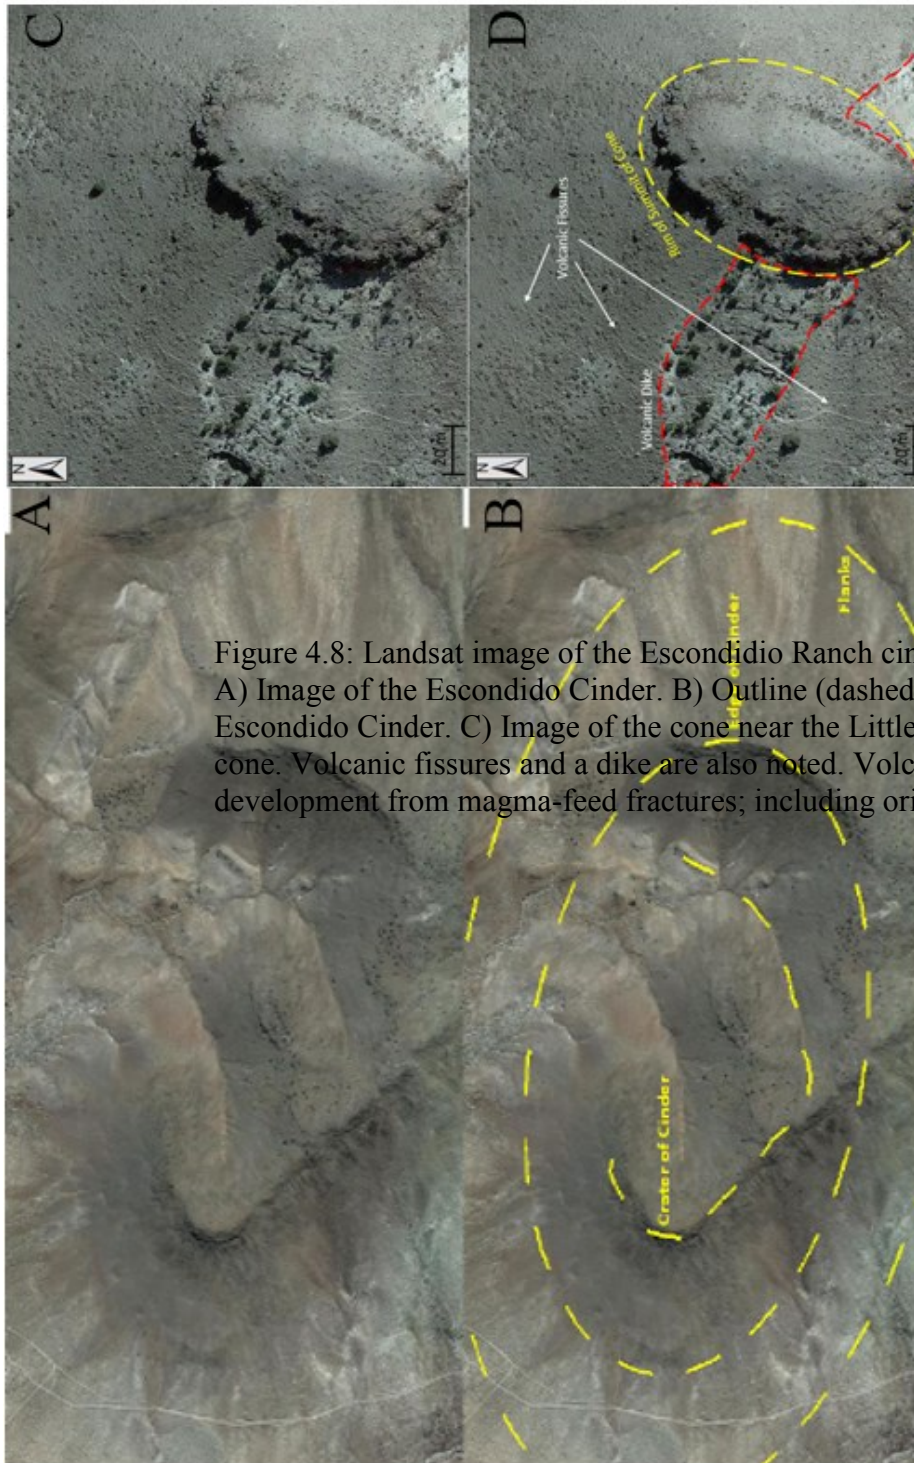 C
D
N
20 m
Rim of Summit of Cone
Volcanic Fissures
Volcanic Dike
N
A
B
Edge of Cinder
Flanks
Crater of Cinder
Figure 4.8: Landsat image of the Escondidio Ranch cin
A) Image of the Escondido Cinder. B) Outline (dashed
Escondido Cinder. C) Image of the cone near the Little
cone. Volcanic fissures and a dike are also noted. Volc
development from magma-feed fractures; including ori
20 m